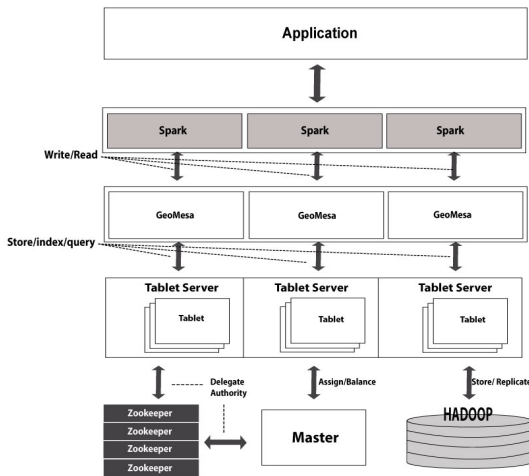 Application
Spark Spark Spark
Write/Read
GeoMesa GeoMesa GeoMesa
Store/index/query
Tablet Server Tablet Server Tablet Server
Tablet Tablet Tablet
Delegate
Authority
Assign/Balance
Store/ Replicate
Zookeeper
Zookeeper
Zookeeper
Zookeeper
Master
HADOOP